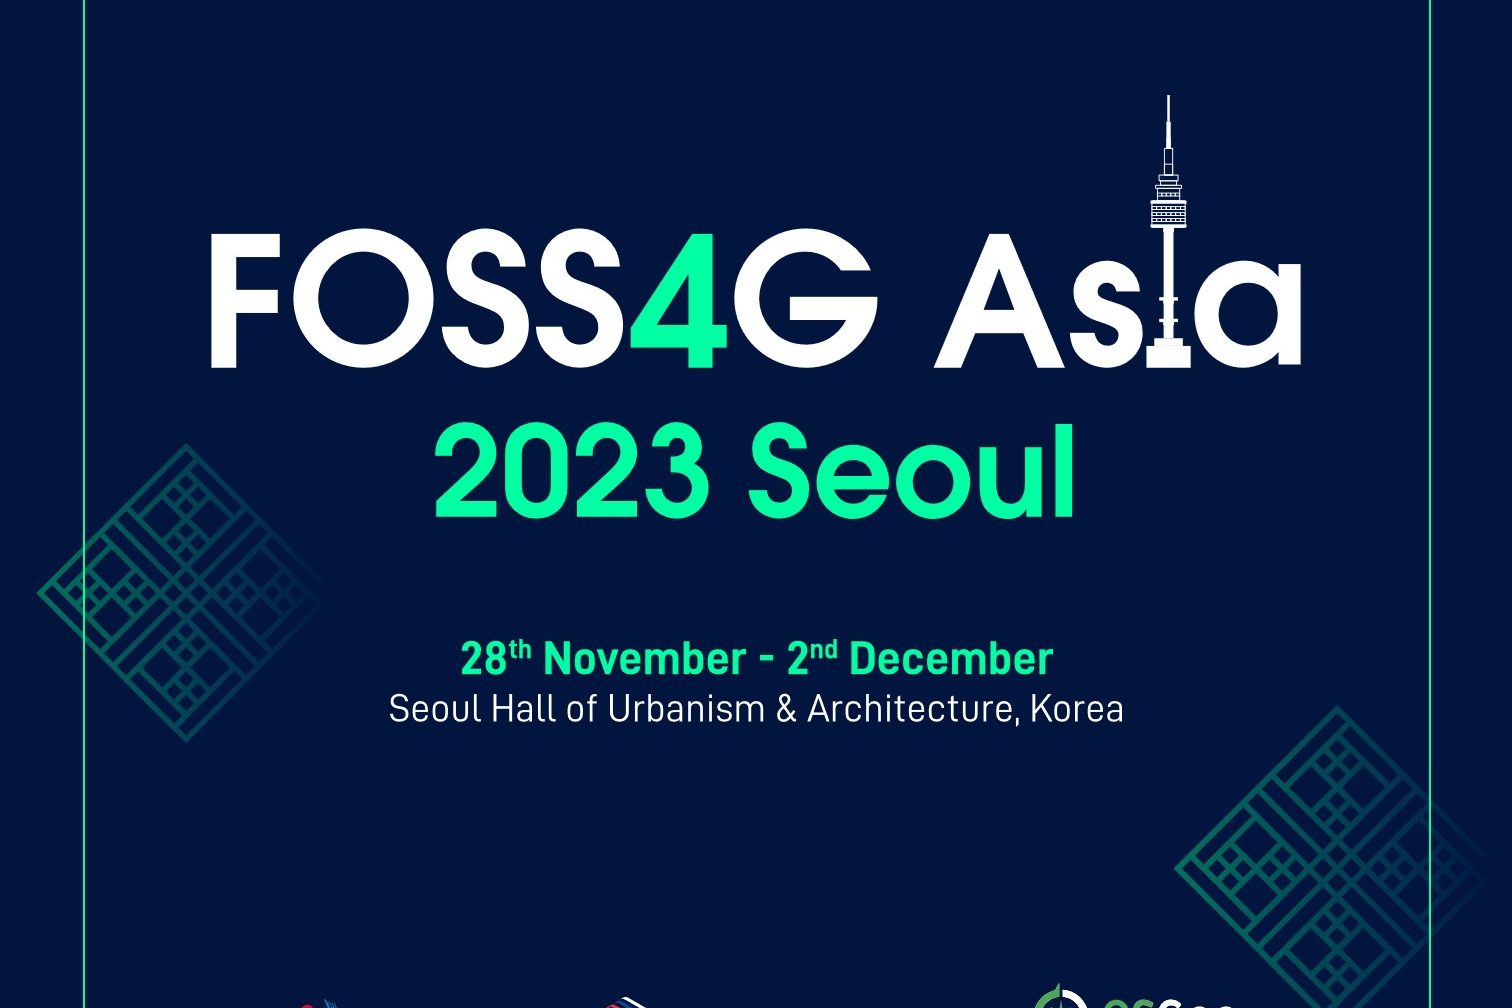 FOSS4G Asia
2023 Seoul
28th November - 2nd December
Seoul Hall of Urbanism & Architecture, Korea